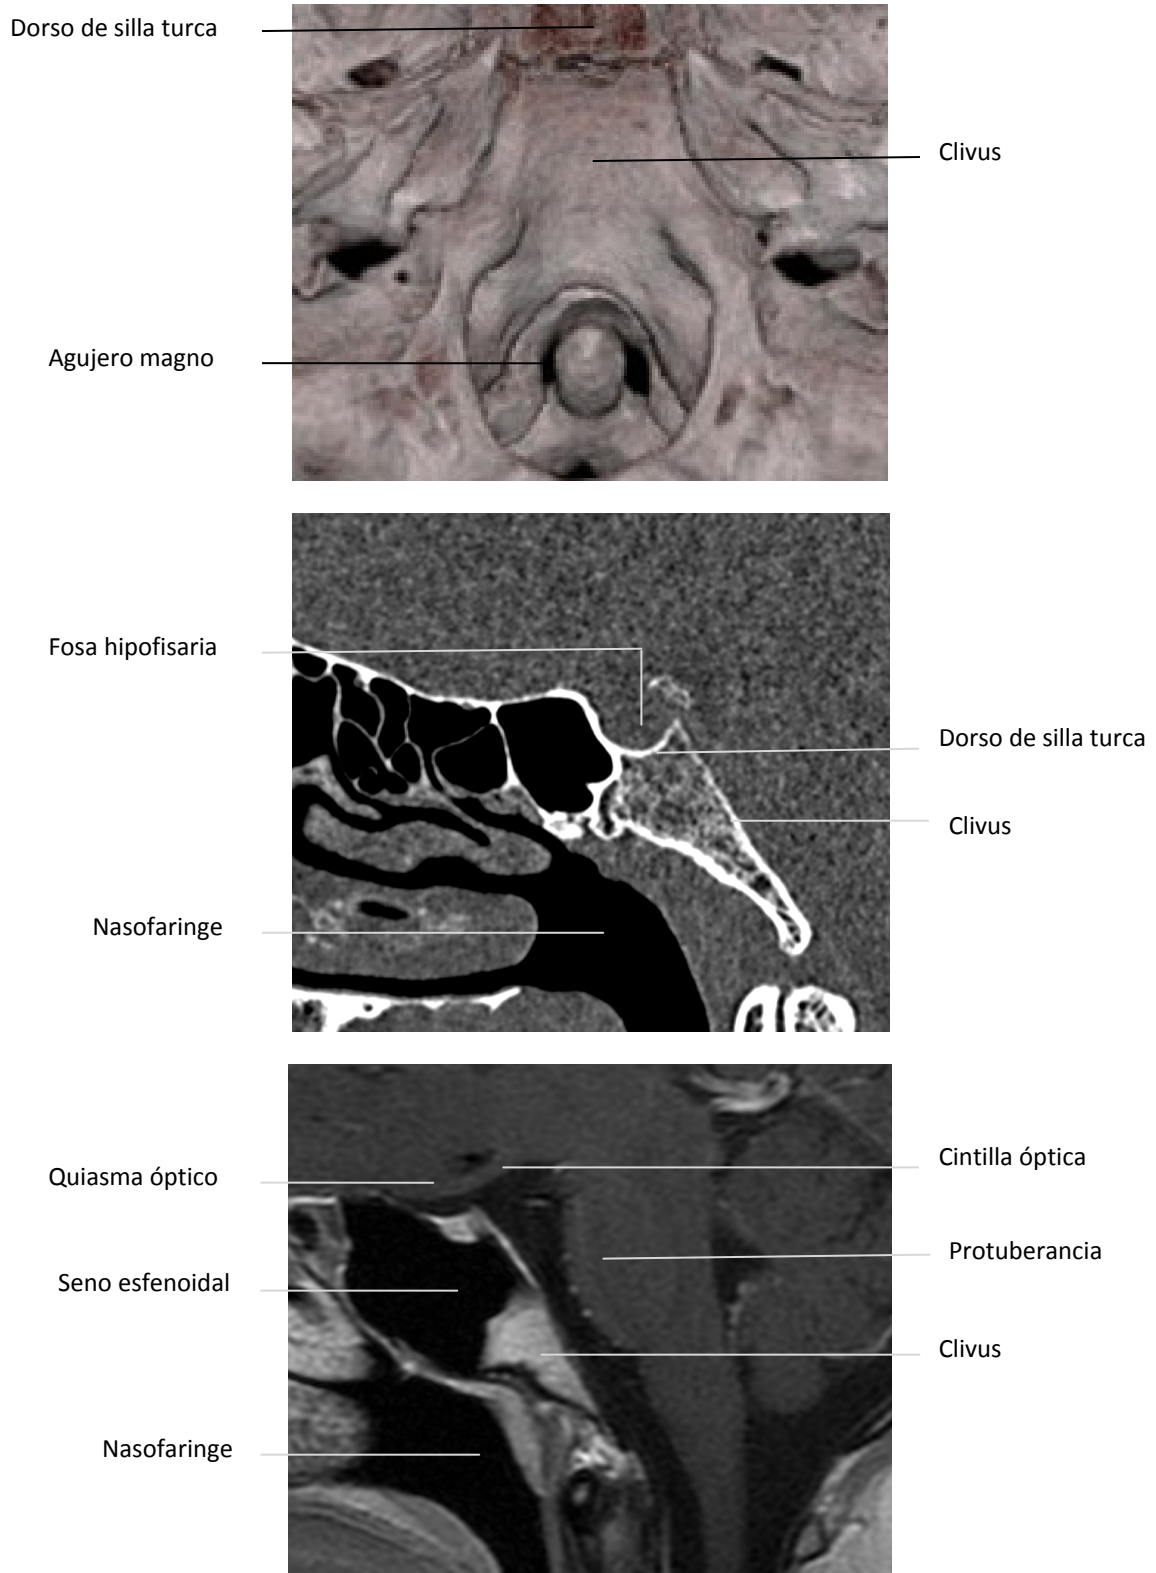 Dorso de silla turca
Clivus
Agujero magno
Fosa hipofisaria
Dorso de silla turca
Clivus
Nasofaringe
Cintilla óptica
Quiasma óptico
Protuberancia
Seno esfenoidal
Clivus
Nasofaringe